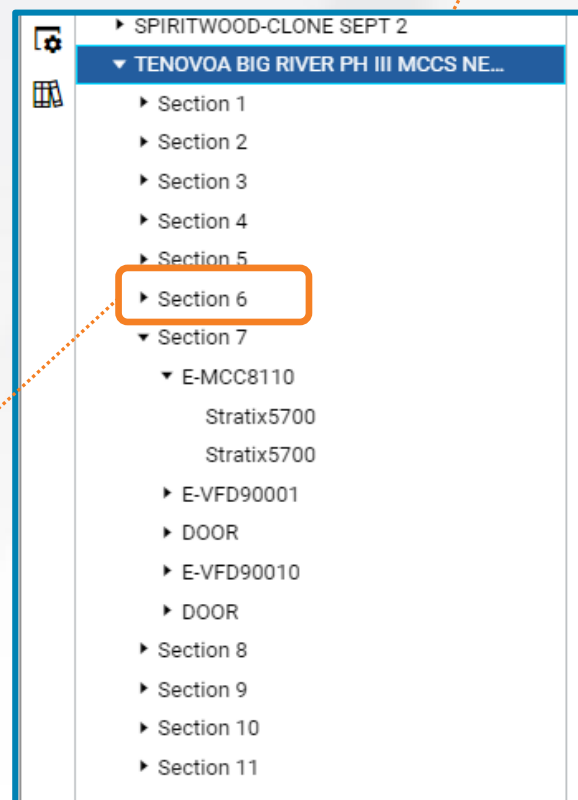 SPIRITWOOD-CLONE SEPT 2
TENOVOA BIG RIVER PH III MCCS NE...
Section 1
Section 2
Section 3
Section 4
Section 5
Section 6
Section 7
E-MCC8110
Stratix5700
Stratix5700
E-VFD90001
DOOR
E-VFD90010
DOOR
Section 8
Section 9
Section 10
Section 11